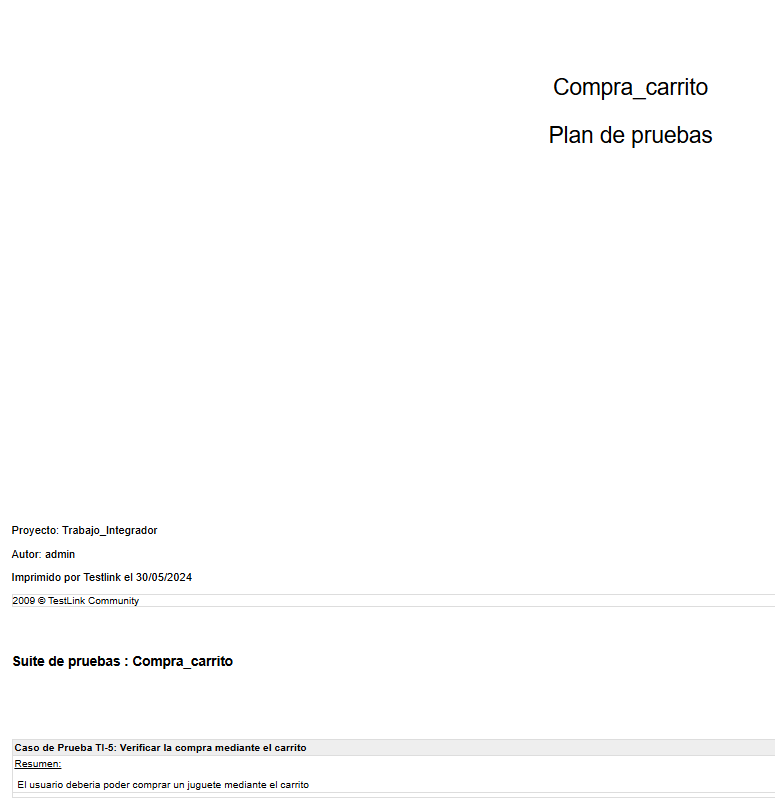 Compra_carrito
Plan de pruebas
Proyecto: Trabajo_Integrador
Autor: admin
Imprimido por Testlink el 30/05/2024
2009 © TestLink Community
Suite de pruebas : Compra_carrito
Caso de Prueba TI-5: Verificar la compra mediante el carrito
Resumen:
El usuario deberia poder comprar un juguete mediante el carrito